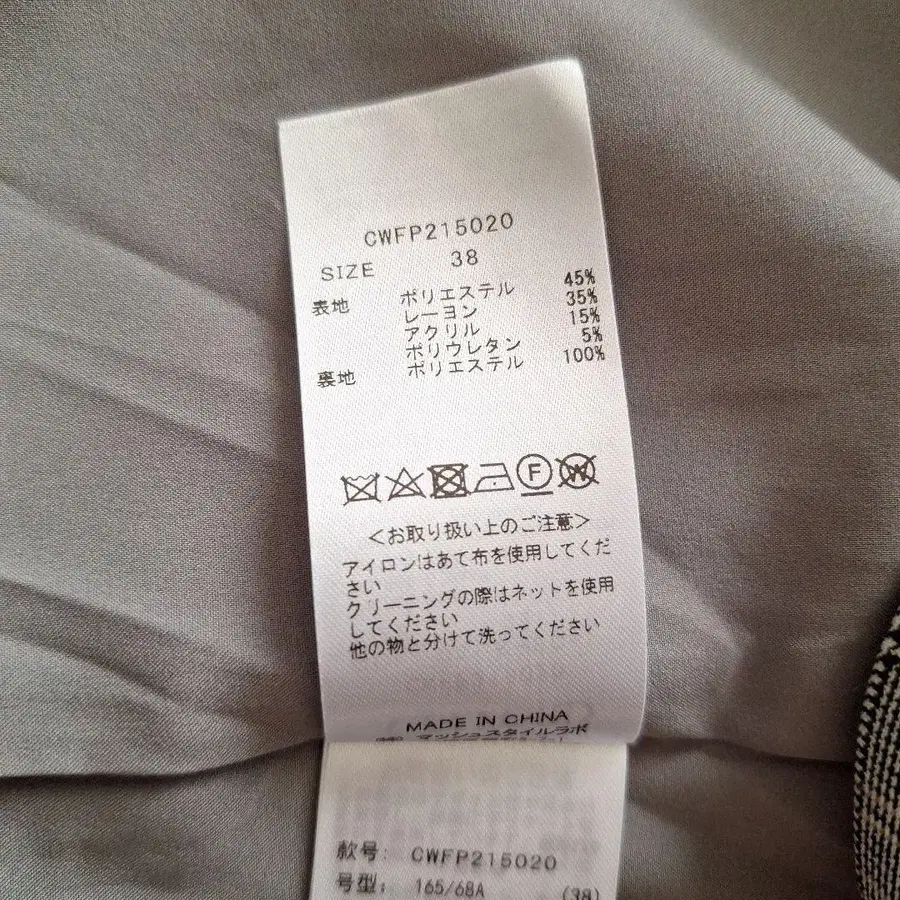 CWFP215020
SIZE 38
表地 ポリエステル 45%
レーヨン 35%
アクリル 15%
ポリウレタン 5%
裏地 ポリエステル 100%
F
W
＜お取り扱い上のご注意＞
アイロンはあて布を使用してくだ
さい
クリーニングの際はネットを使用
してください
他の物と分けて洗ってください
MADE IN CHINA
マッシュスタイルラボ
款号: CWFP215020
号型: 165/68A (38)